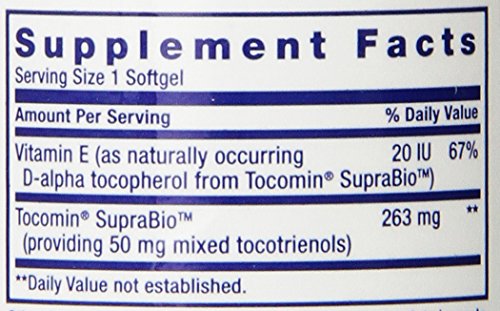 Supplement Facts
Serving Size 1 Softgel
Amount Per Serving % Daily Value
Vitamin E (as naturally occurring 20 IU 67%
D-alpha tocopherol from Tocomin® SupraBio™)
Tocomin® SupraBio™ 263 mg **
(providing 50 mg mixed tocotrienols)
**Daily Value not established.